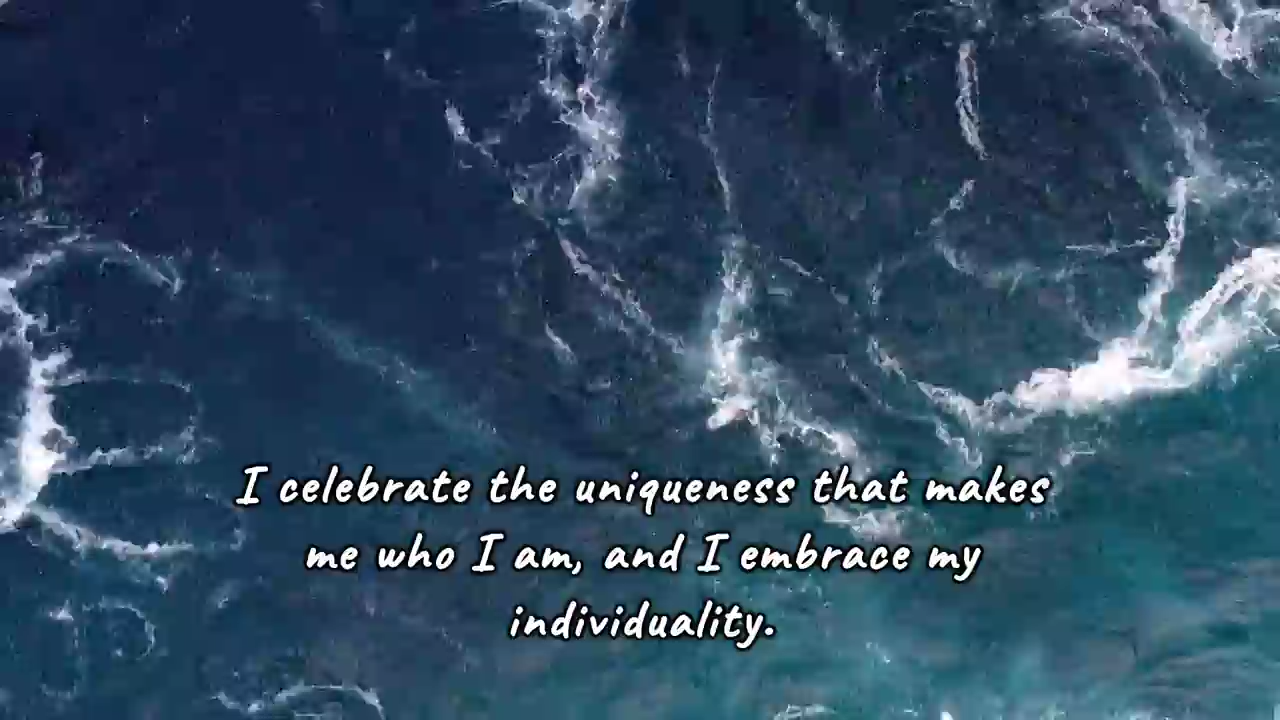 I celebrate the uniqueness that makes
me who I am, and I embrace my
individuality.